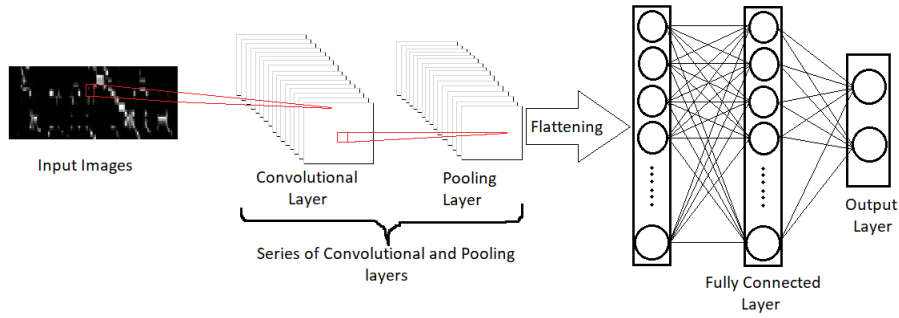 Input Images
Convolutional
Layer
Pooling
Layer
Series of Convolutional and Pooling
layers
Flattening
Fully Connected
Layer
Output
Layer